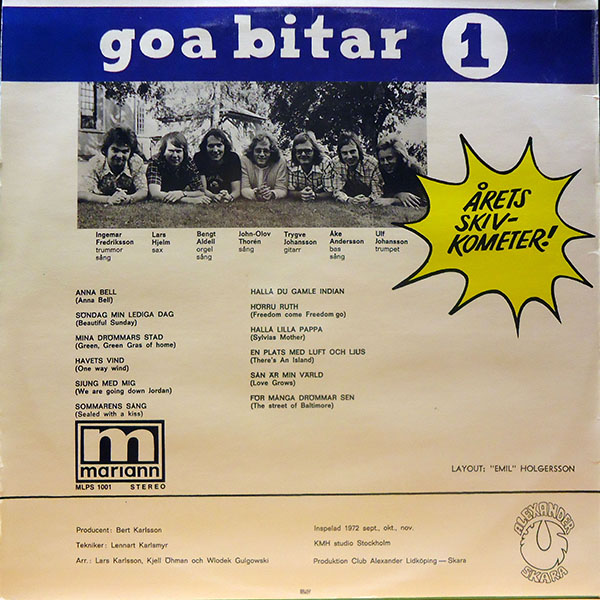 goa bitar 1
ÅRETS
SKIV-
KOMETER!
Ingemar
Fredriksson
trummor
sång
Lars
Hjelm
sax
Bengt
Aldell
orgel
sång
John-Olov
Thorén
sång
Trygve
Johansson
gitarr
Åke
Andersson
bas
sång
Ulf
Johansson
trumpet
ANNA BELL
(Anna Bell)
SÖNDAG MIN LEDIGA DAG
(Beautiful Sunday)
MINA DRÖMMARS STAD
(Green, Green Gras of home)
HAVETS VIND
(One way wind)
SJUNG MED MIG
(We are going down Jordan)
SOMMARENS SÅNG
(Sealed with a kiss)
HALLÅ DU GAMLE INDIAN
HÖRRU RUTH
(Freedom come Freedom go)
HALLÅ LILLA PAPPA
(Sylvias Mother)
EN PLATS MED LUFT OCH LJUS
(There's An Island)
SÅN ÄR MIN VÄRLD
(Love Grows)
FÖR MÅNGA DRÖMMAR SEN
(The street of Baltimore)
m
mariann
MLPS 1001 STEREO
LAYOUT: "EMIL" HOLGERSSON
Producent: Bert Karlsson
Tekniker: Lennart Karlsmyr
Arr.: Lars Karlsson, Kjell Öhman och Wlodek Gulgowski
Inspelad 1972 sept., okt., nov.
KMH studio Stockholm
Produktion Club Alexander Lidköping — Skara
ALEXANDER
SKARA